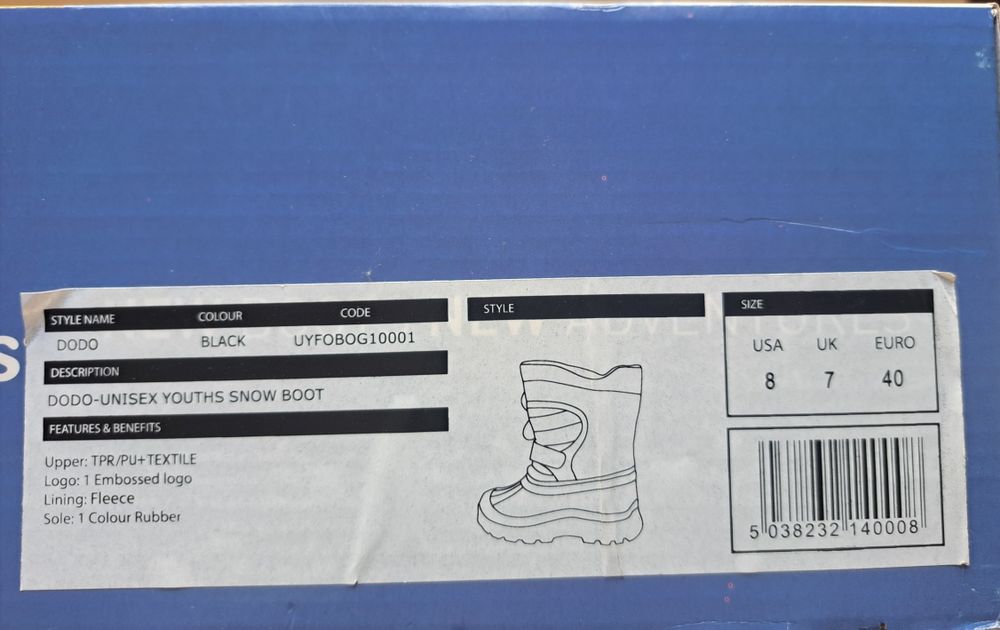 STYLE NAME COLOUR CODE
DODO BLACK UYFOBOG10001
DESCRIPTION
DODO-UNISEX YOUTHS SNOW BOOT
FEATURES & BENEFITS
Upper: TPR/PU+TEXTILE
Logo: 1 Embossed logo
Lining: Fleece
Sole: 1 Colour Rubber
STYLE
SIZE
USA UK EURO
8 7 40
5 038232 140008
S
NEW ADVENTURES